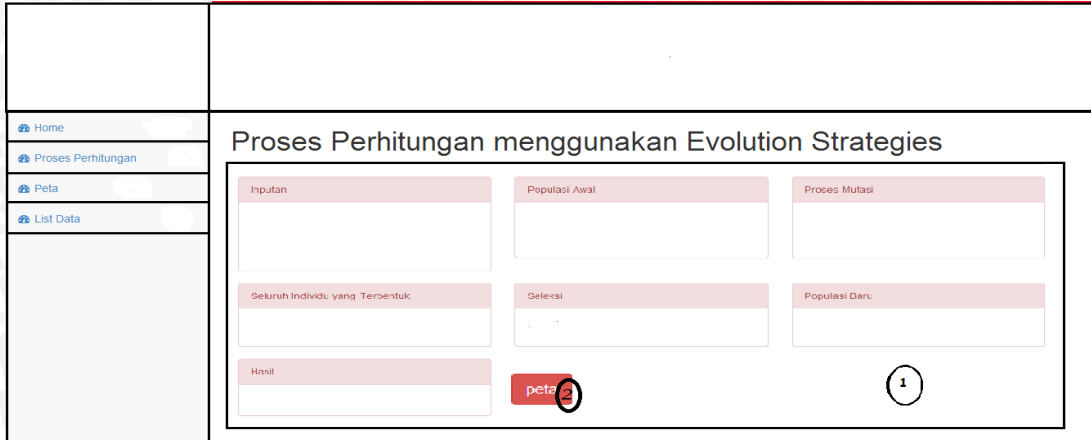 Home
Proses Perhitungan
Peta
List Data
Proses Perhitungan menggunakan Evolution Strategies
Inputan
Populasi Awal
Proses Mutasi
Seluruh Individu yang Terbentuk
Seleksi
Populasi Baru
Hasil
peta
2
1